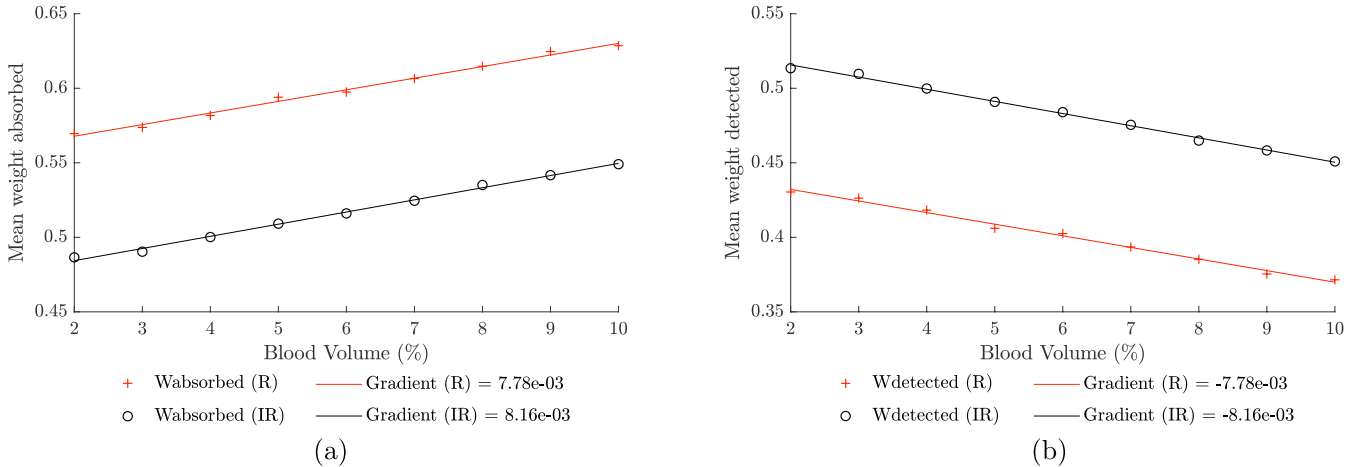 Mean weight absorbed
0.65
0.6
0.55
0.5
0.45
2 3 4 5 6 7 8 9 10
Blood Volume (%)
Wabsorbed (R) Gradient (R) = 7.78e-03
Wabsorbed (IR) Gradient (IR) = 8.16e-03
(a)
Mean weight detected
0.55
0.5
0.45
0.4
0.35
2 3 4 5 6 7 8 9 10
Blood Volume (%)
Wdetected (R) Gradient (R) = -7.78e-03
Wdetected (IR) Gradient (IR) = -8.16e-03
(b)